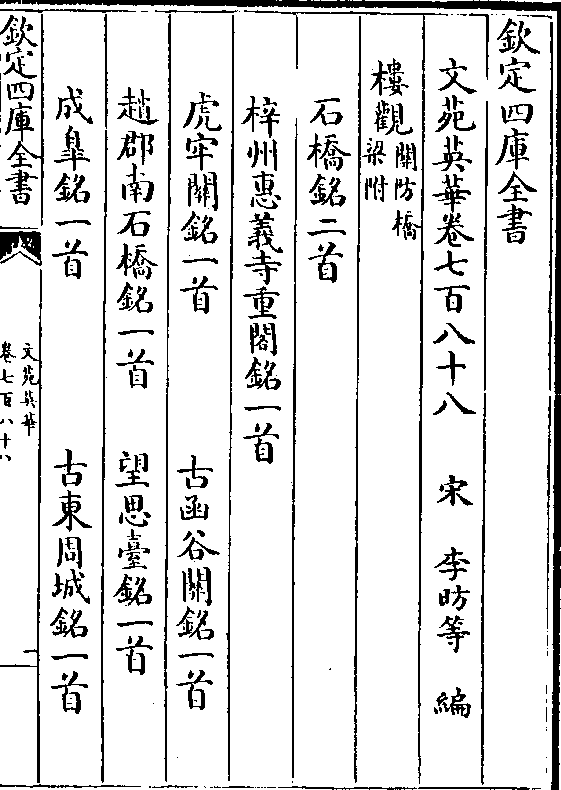 欽定四庫全書
文苑英華卷七百八十八　宋　李昉等　編
樓觀關防橋梁附
石橋銘二首
梓州惠義寺重閣銘一首
虎牢關銘一首　古函谷關銘一首
趙郡南石橋銘一首　望思臺銘一首
成臯銘一首　古東周城銘一首
欽定四庫全書
文苑英華
卷七百八十八
一